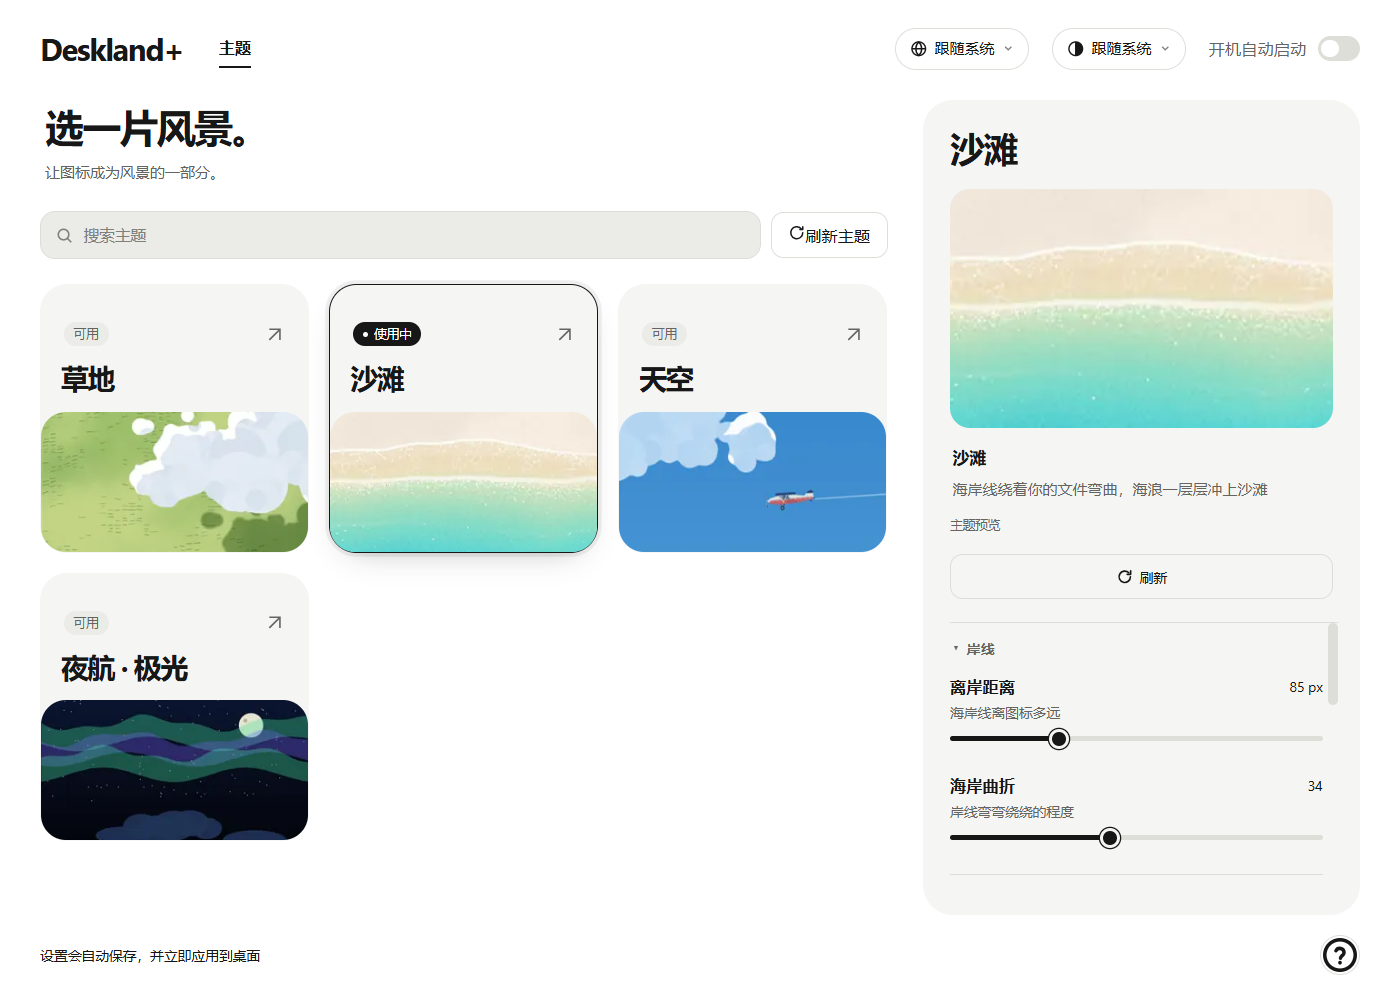 Deskland+
主题
跟随系统
跟随系统
开机自动启动
选一片风景。
让图标成为风景的一部分。
搜索主题
刷新主题
可用
草地
使用中
沙滩
可用
天空
可用
夜航 · 极光
沙滩
沙滩
海岸线绕着你的文件弯曲，海浪一层层冲上沙滩
主题预览
刷新
岸线
离岸距离
85 px
海岸线离图标多远
海岸曲折
34
岸线弯弯绕绕的程度
设置会自动保存，并立即应用到桌面